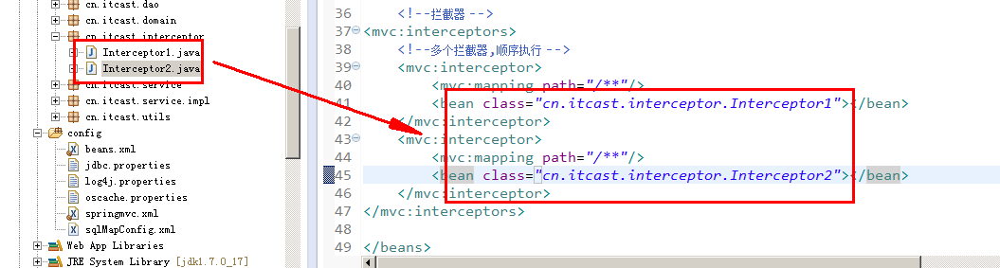 cn.itcast.dao
cn.itcast.domain
cn.itcast.interceptor
Interceptor1.java
Interceptor2.java
cn.itcast.service
cn.itcast.service.impl
cn.itcast.utils
config
beans.xml
jdbc.properties
log4j.properties
oscache.properties
springmvc.xml
sqlMapConfig.xml
Web App Libraries
JRE System Library [jdk1.7.0_17]
36 <!--拦截器 -->
37 <mvc:interceptors>
38 <!--多个拦截器,顺序执行 -->
39 <mvc:interceptor>
40 <mvc:mapping path="/**"/>
41 <bean class="cn.itcast.interceptor.Interceptor1"></bean>
42 </mvc:interceptor>
43 <mvc:interceptor>
44 <mvc:mapping path="/**"/>
45 <bean class="cn.itcast.interceptor.Interceptor2"></bean>
46 </mvc:interceptor>
47 </mvc:interceptors>
48
49 </beans>